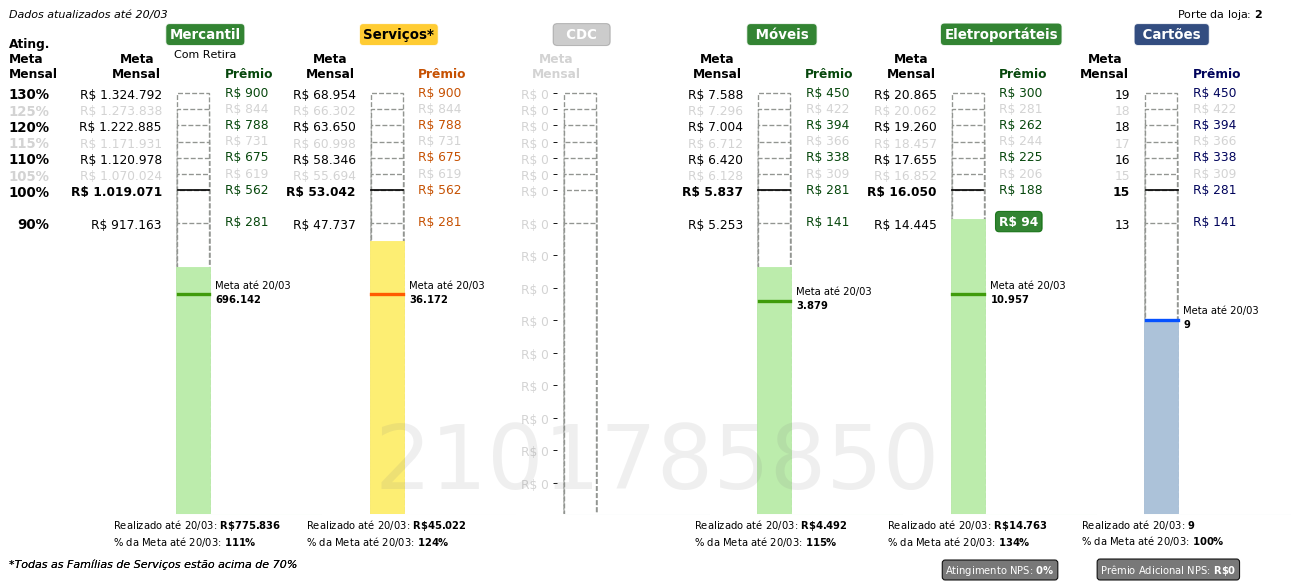 Dados atualizados até 20/03
Porte da loja: 2
Mercantil
Serviços*
CDC
Móveis
Eletroportáteis
Cartões
Com Retira
Ating. Meta Mensal
Meta Mensal Prêmio Meta Mensal Prêmio Meta Mensal Meta Mensal Prêmio Meta Mensal Prêmio Meta Mensal Prêmio
130% R$ 1.324.792 R$ 900 R$ 68.954 R$ 900 R$ 0 R$ 7.588 R$ 450 R$ 20.865 R$ 300 19 R$ 450
125% R$ 1.273.838 R$ 844 R$ 66.302 R$ 844 R$ 0 R$ 7.296 R$ 422 R$ 20.062 R$ 281 18 R$ 422
120% R$ 1.222.885 R$ 788 R$ 63.650 R$ 788 R$ 0 R$ 7.004 R$ 394 R$ 19.260 R$ 262 18 R$ 394
115% R$ 1.171.931 R$ 731 R$ 60.998 R$ 731 R$ 0 R$ 6.712 R$ 366 R$ 18.457 R$ 244 17 R$ 366
110% R$ 1.120.978 R$ 675 R$ 58.346 R$ 675 R$ 0 R$ 6.420 R$ 338 R$ 17.655 R$ 225 16 R$ 338
105% R$ 1.070.024 R$ 619 R$ 55.694 R$ 619 R$ 0 R$ 6.128 R$ 309 R$ 16.852 R$ 206 15 R$ 309
100% R$ 1.019.071 R$ 562 R$ 53.042 R$ 562 R$ 0 R$ 5.837 R$ 281 R$ 16.050 R$ 188 15 R$ 281
90% R$ 917.163 R$ 281 R$ 47.737 R$ 281 R$ 0 R$ 5.253 R$ 141 R$ 14.445 R$ 94 13 R$ 141
R$ 0
R$ 0
R$ 0
R$ 0
R$ 0
R$ 0
R$ 0
R$ 0
Meta até 20/03
696.142
Meta até 20/03
36.172
Meta até 20/03
3.879
Meta até 20/03
10.957
Meta até 20/03
9
2101785850
Realizado até 20/03: R$775.836
% da Meta até 20/03: 111%
Realizado até 20/03: R$45.022
% da Meta até 20/03: 124%
Realizado até 20/03: R$4.492
% da Meta até 20/03: 115%
Realizado até 20/03: R$14.763
% da Meta até 20/03: 134%
Realizado até 20/03: 9
% da Meta até 20/03: 100%
*Todas as Famílias de Serviços estão acima de 70%
Atingimento NPS: 0%
Prêmio Adicional NPS: R$0